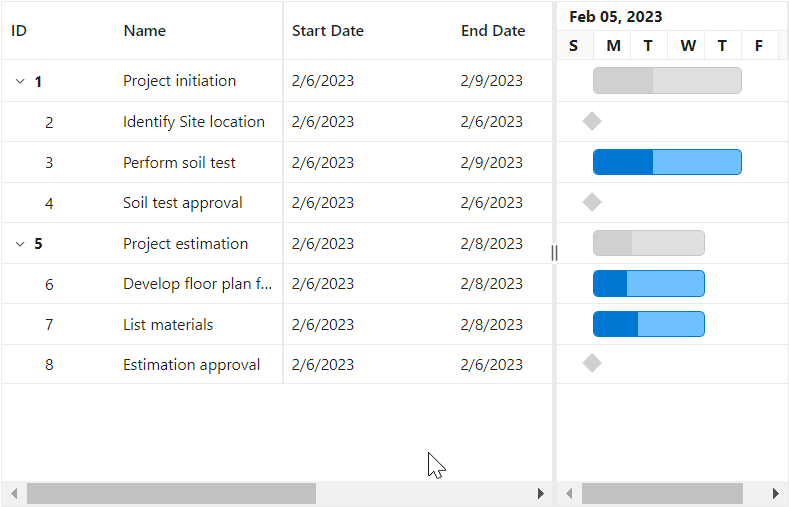 ID Name Start Date End Date Feb 05, 2023
S M T W T F
1 Project initiation 2/6/2023 2/9/2023
2 Identify Site location 2/6/2023 2/6/2023
3 Perform soil test 2/6/2023 2/9/2023
4 Soil test approval 2/6/2023 2/6/2023
5 Project estimation 2/6/2023 2/8/2023
6 Develop floor plan f... 2/6/2023 2/8/2023
7 List materials 2/6/2023 2/8/2023
8 Estimation approval 2/6/2023 2/6/2023